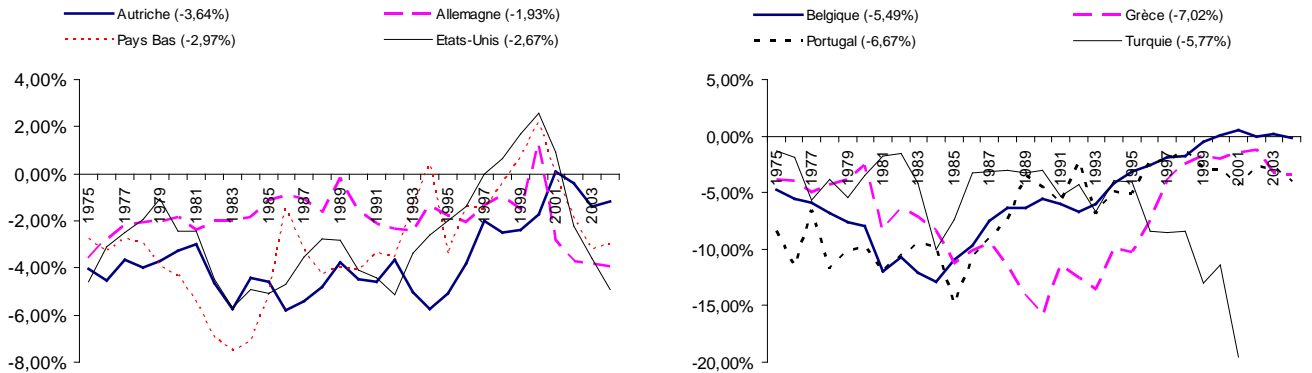 Autriche (-3,64%) Allemagne (-1,93%)
Pays Bas (-2,97%) Etats-Unis (-2,67%)
4,00%
2,00%
0,00%
-2,00%
-4,00%
-6,00%
-8,00%
1975 1977 1979 1981 1983 1985 1987 1989 1991 1993 1995 1997 1999 2001 2003
Belgique (-5,49%) Grèce (-7,02%)
Portugal (-6,67%) Turquie (-5,77%)
5,00%
0,00%
-5,00%
-10,00%
-15,00%
-20,00%
1975 1977 1979 1981 1983 1985 1987 1989 1991 1993 1995 1997 1999 2001 2003